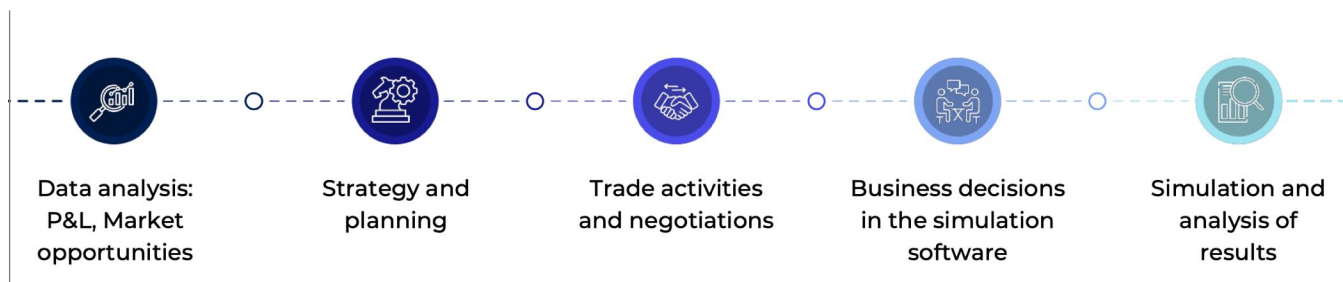 Data analysis:
P&L, Market
opportunities
Strategy and
planning
Trade activities
and negotiations
Business decisions
in the simulation
software
Simulation and
analysis of
results